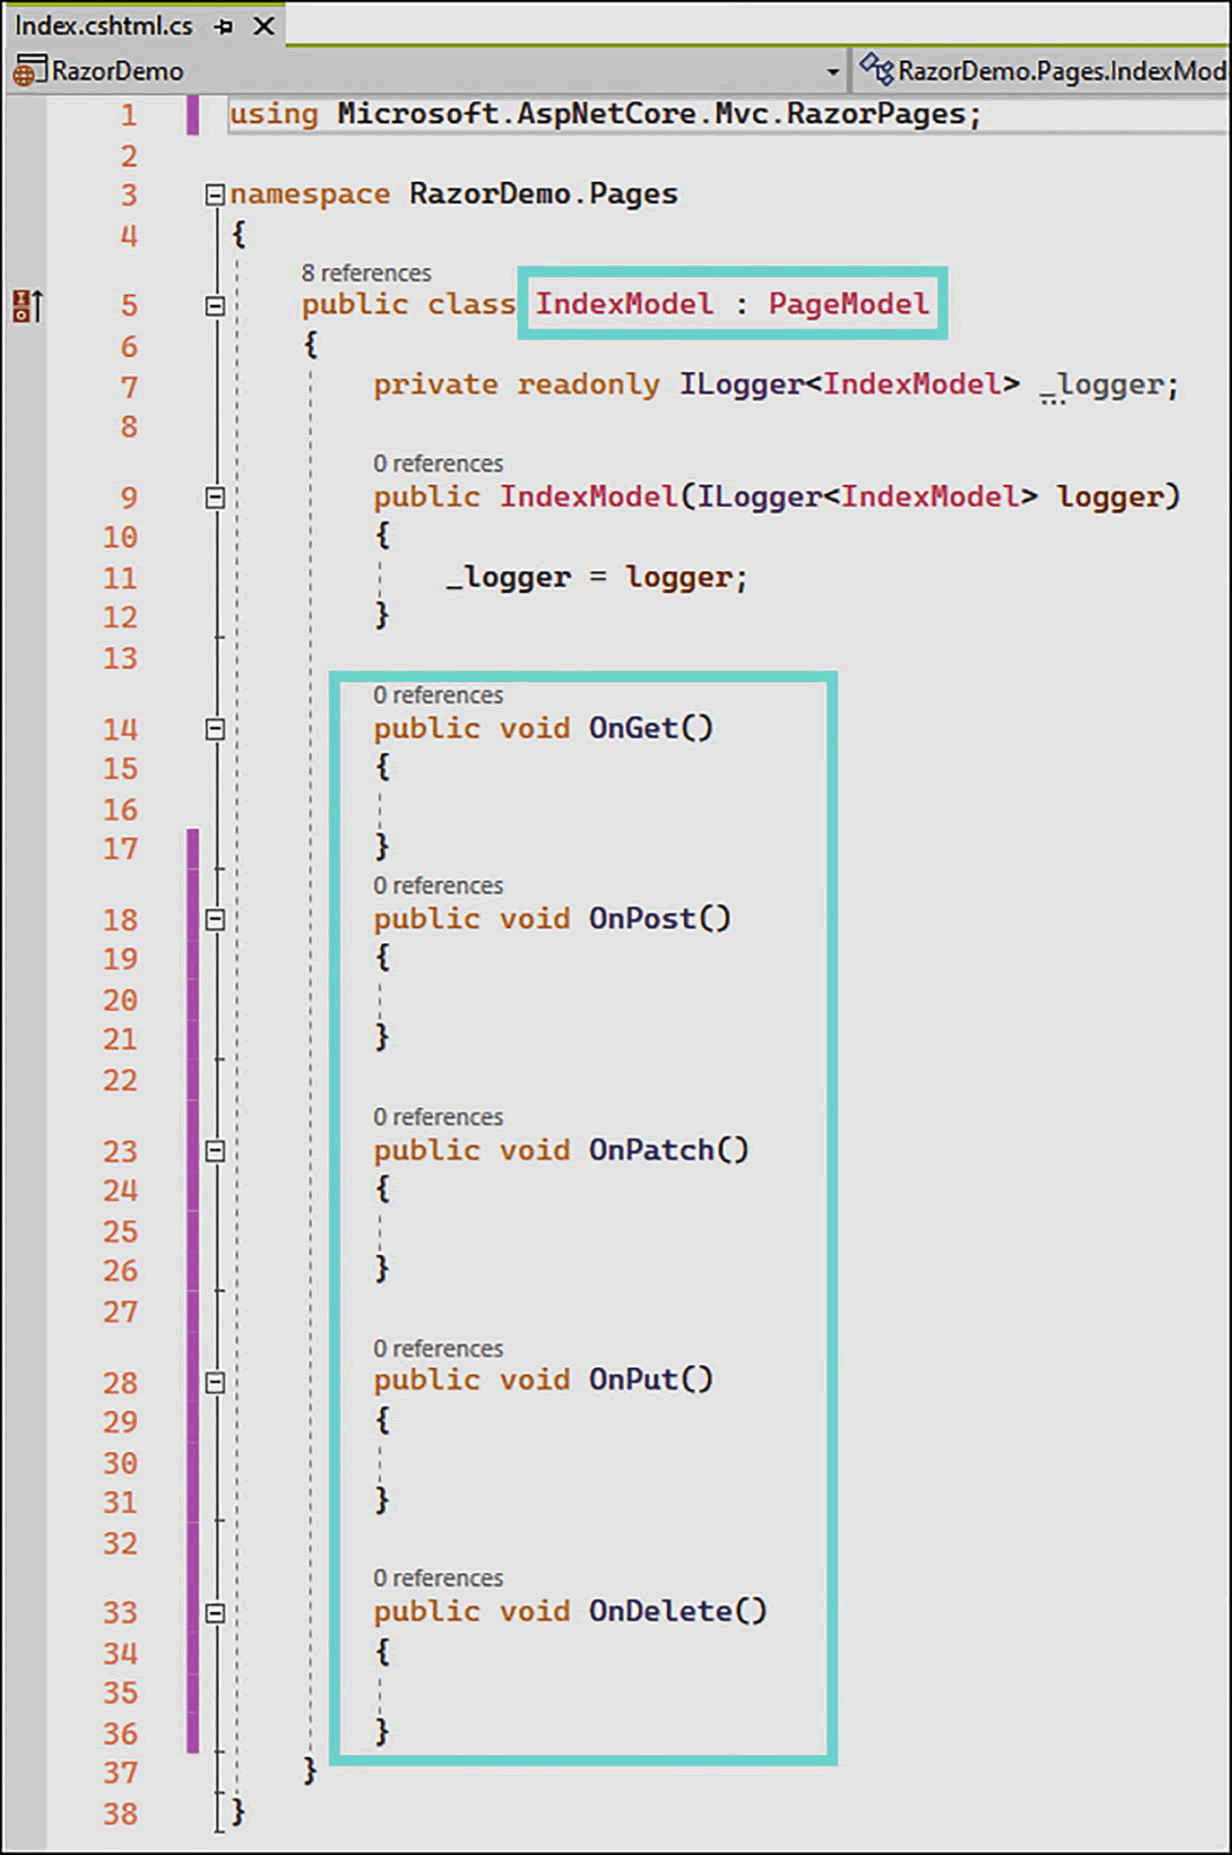 Index.cshtml.cs
RazorDemo
RazorDemo.Pages.IndexMod
1 using Microsoft.AspNetCore.Mvc.RazorPages;
2
3 namespace RazorDemo.Pages
4 {
8 references
5 public class IndexModel : PageModel
6 {
7 private readonly ILogger<IndexModel> _logger;
8
0 references
9 public IndexModel(ILogger<IndexModel> logger)
10 {
11 _logger = logger;
12 }
13
0 references
14 public void OnGet()
15 {
16
17 }
0 references
18 public void OnPost()
19 {
20
21 }
22
0 references
23 public void OnPatch()
24 {
25
26 }
27
0 references
28 public void OnPut()
29 {
30
31 }
32
0 references
33 public void OnDelete()
34 {
35
36 }
37 }
38 }